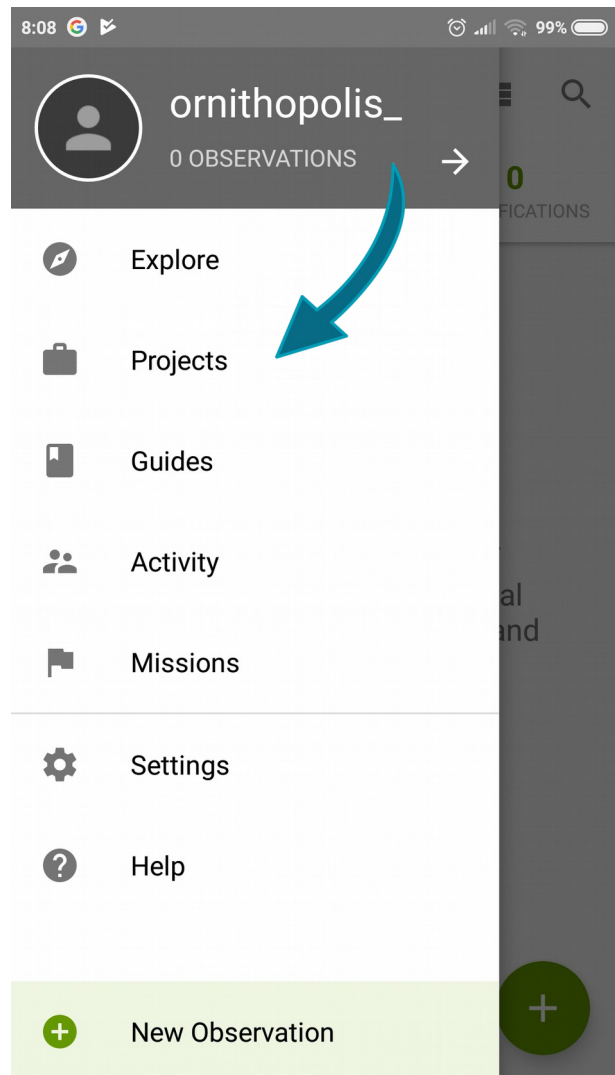 8:08
99%
ornithopolis_
0 OBSERVATIONS
0
FICATIONS
Explore
Projects
Guides
Activity
al
and
Missions
Settings
Help
New Observation